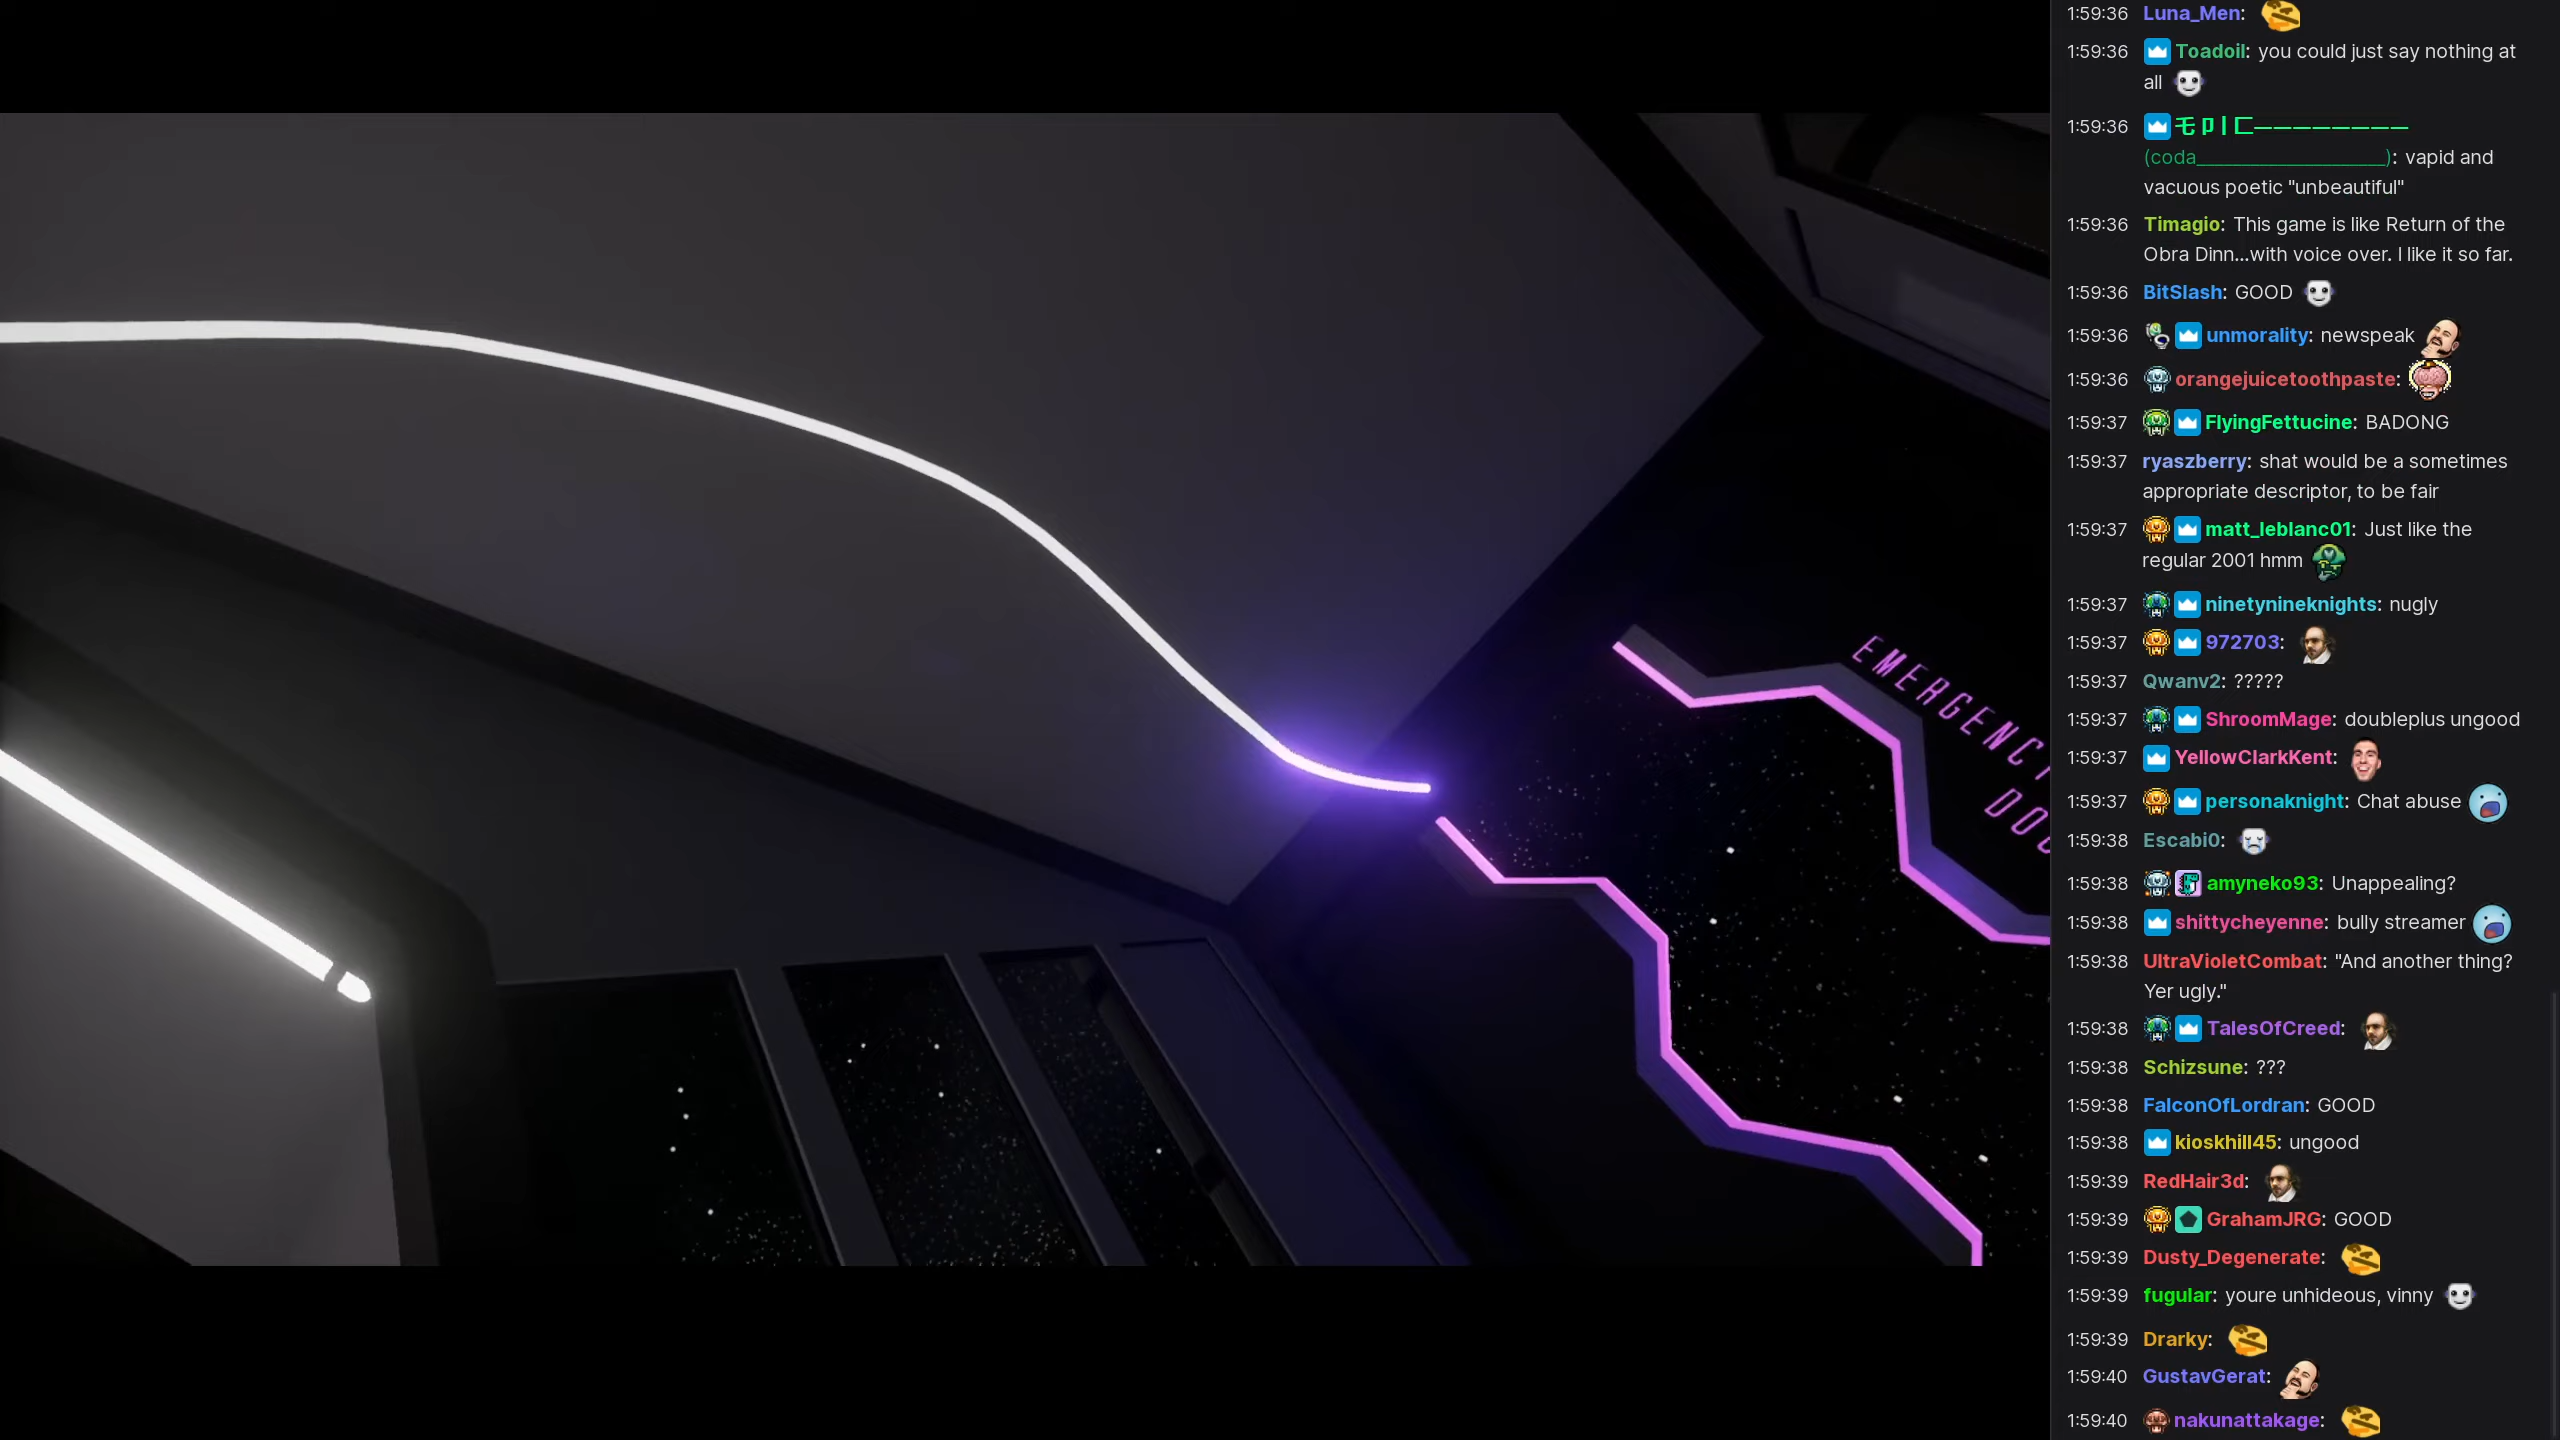 EMERGENCY
DOO
1:59:36 Luna_Men:
1:59:36 Toadoil: you could just say nothing at
all
1:59:36 乇卩丨匚————————
(coda___________________): vapid and
vacuous poetic "unbeautiful"
1:59:36 Timagio: This game is like Return of the
Obra Dinn...with voice over. I like it so far.
1:59:36 BitSlash: GOOD
1:59:36 unmorality: newspeak
1:59:36 orangejuicetoothpaste:
1:59:37 FlyingFettucine: BADONG
1:59:37 ryaszberry: shat would be a sometimes
appropriate descriptor, to be fair
1:59:37 matt_leblanc01: Just like the
regular 2001 hmm
1:59:37 ninetynineknights: nugly
1:59:37 972703:
1:59:37 Qwanv2: ?????
1:59:37 ShroomMage: doubleplus ungood
1:59:37 YellowClarkKent:
1:59:37 personaknight: Chat abuse
1:59:38 Escabi0:
1:59:38 amyneko93: Unappealing?
1:59:38 shittycheyenne: bully streamer
1:59:38 UltraVioletCombat: "And another thing?
Yer ugly."
1:59:38 TalesOfCreed:
1:59:38 Schizsune: ???
1:59:38 FalconOfLordran: GOOD
1:59:38 kioskhill45: ungood
1:59:39 RedHair3d:
1:59:39 GrahamJRG: GOOD
1:59:39 Dusty_Degenerate:
1:59:39 fugular: youre unhideous, vinny
1:59:39 Drarky:
1:59:40 GustavGerat:
1:59:40 nakunattakage: